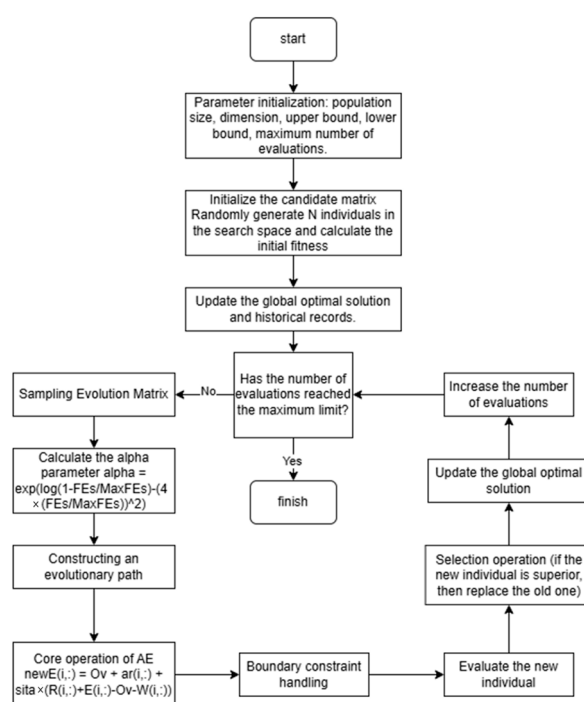 start
Parameter initialization: population
size, dimension, upper bound, lower
bound, maximum number of
evaluations.
Initialize the candidate matrix
Randomly generate N individuals in
the search space and calculate the
initial fitness
Update the global optimal solution
and historical records.
Has the number of
evaluations reached
the maximum limit?
No
Yes
finish
Sampling Evolution Matrix
Calculate the alpha
parameter alpha =
exp(log(1-FEs/MaxFEs)-(4
×(FEs/MaxFEs))^2)
Constructing an
evolutionary path
Core operation of AE
newE(i,:) = Ov + ar(i,:) +
sita×(R(i,:)+E(i,:)-Ov-W(i,:))
Boundary constraint
handling
Evaluate the new
individual
Selection operation (if the
new individual is superior,
then replace the old one)
Update the global optimal
solution
Increase the number
of evaluations